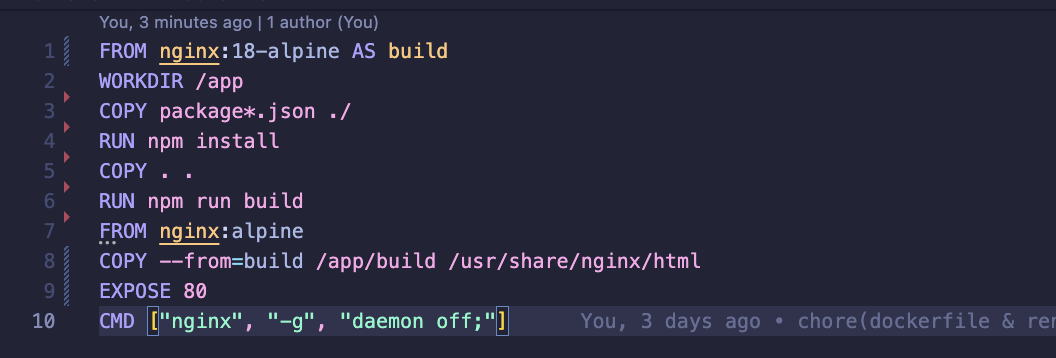 You, 3 minutes ago | 1 author (You)
1 FROM nginx:18-alpine AS build
2 WORKDIR /app
3 COPY package*.json ./
4 RUN npm install
5 COPY . .
6 RUN npm run build
7 FROM nginx:alpine
8 COPY --from=build /app/build /usr/share/nginx/html
9 EXPOSE 80
10 CMD ["nginx", "-g", "daemon off;"] You, 3 days ago • chore(dockerfile &